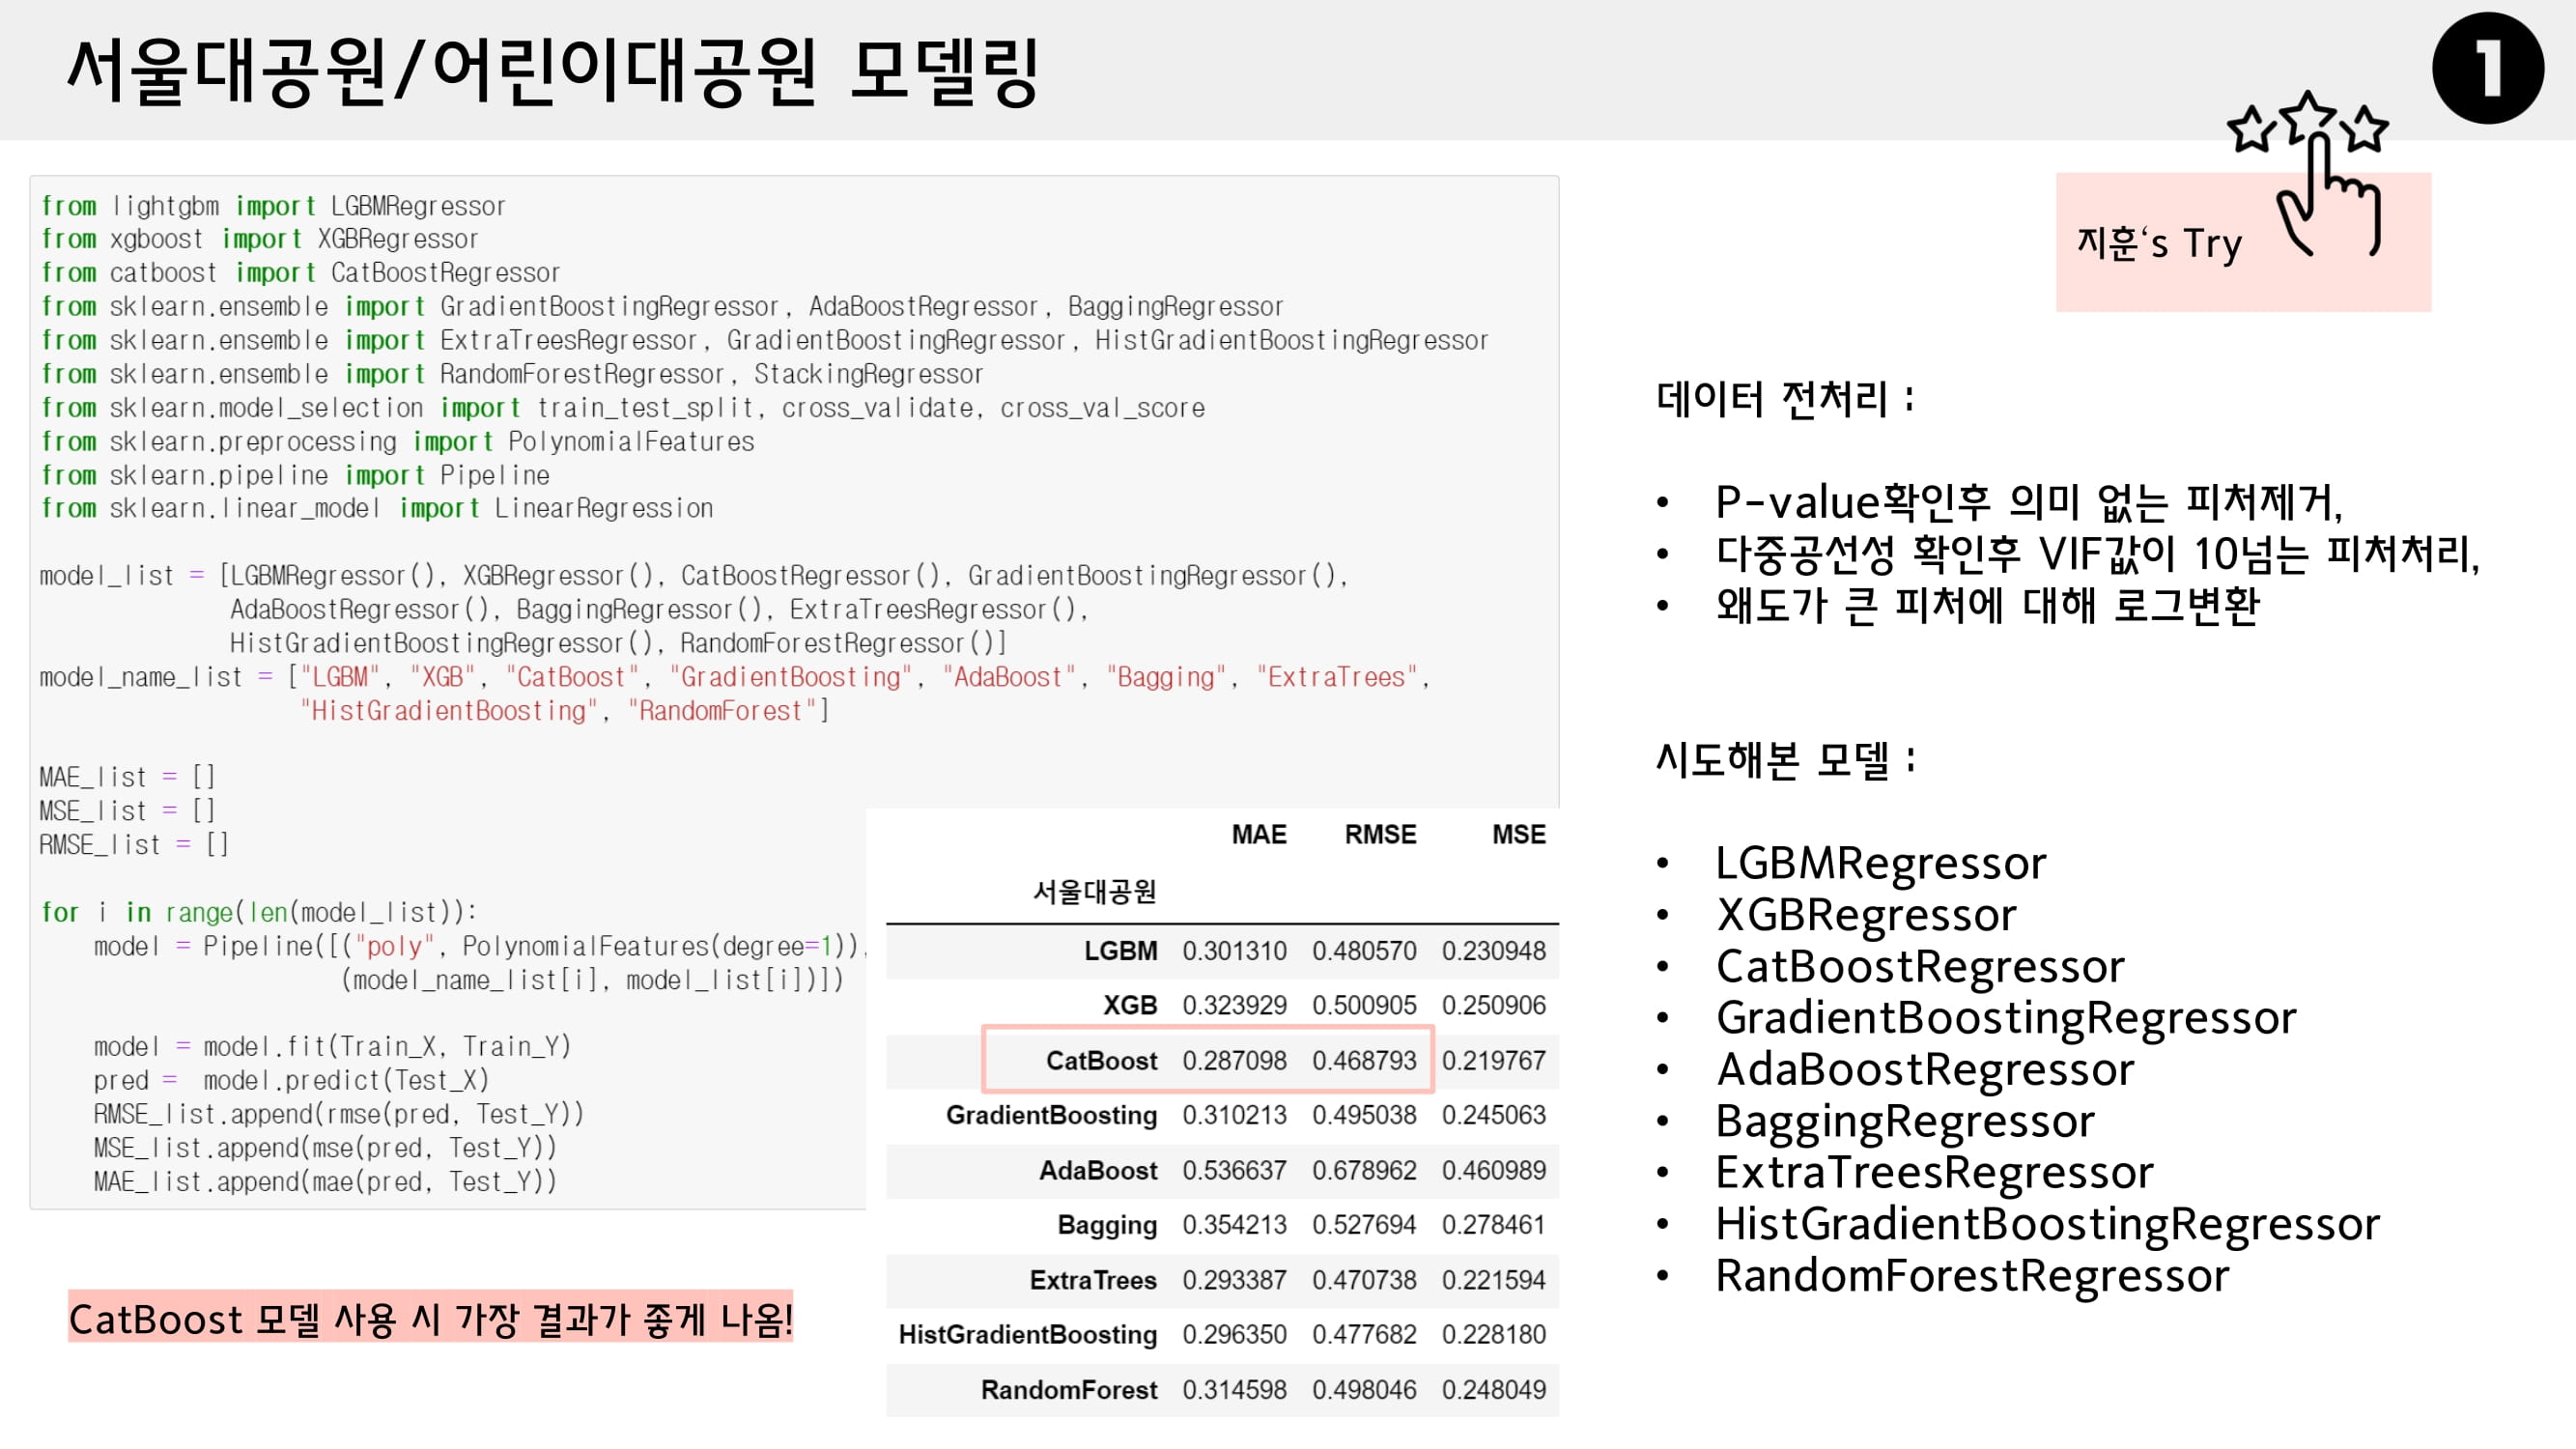 서울대공원/어린이대공원 모델링
1
from lightgbm import LGBMRegressor
from xgboost import XGBRegressor
from catboost import CatBoostRegressor
from sklearn.ensemble import GradientBoostingRegressor, AdaBoostRegressor, BaggingRegressor
from sklearn.ensemble import ExtraTreesRegressor, GradientBoostingRegressor, HistGradientBoostingRegressor
from sklearn.ensemble import RandomForestRegressor, StackingRegressor
from sklearn.model_selection import train_test_split, cross_validate, cross_val_score
from sklearn.preprocessing import PolynomialFeatures
from sklearn.pipeline import Pipeline
from sklearn.linear_model import LinearRegression
model_list = [LGBMRegressor(), XGBRegressor(), CatBoostRegressor(), GradientBoostingRegressor(),
AdaBoostRegressor(), BaggingRegressor(), ExtraTreesRegressor(),
HistGradientBoostingRegressor(), RandomForestRegressor()]
model_name_list = ["LGBM", "XGB", "CatBoost", "GradientBoosting", "AdaBoost", "Bagging", "ExtraTrees",
"HistGradientBoosting", "RandomForest"]
MAE_list = []
MSE_list = []
RMSE_list = []
for i in range(len(model_list)):
model = Pipeline([("poly", PolynomialFeatures(degree=1)),
(model_name_list[i], model_list[i])])
model = model.fit(Train_X, Train_Y)
pred =  model.predict(Test_X)
RMSE_list.append(rmse(pred, Test_Y))
MSE_list.append(mse(pred, Test_Y))
MAE_list.append(mae(pred, Test_Y))
MAE RMSE MSE
서울대공원
LGBM 0.301310 0.480570 0.230948
XGB 0.323929 0.500905 0.250906
CatBoost 0.287098 0.468793 0.219767
GradientBoosting 0.310213 0.495038 0.245063
AdaBoost 0.536637 0.678962 0.460989
Bagging 0.354213 0.527694 0.278461
ExtraTrees 0.293387 0.470738 0.221594
HistGradientBoosting 0.296350 0.477682 0.228180
RandomForest 0.314598 0.498046 0.248049
CatBoost 모델 사용 시 가장 결과가 좋게 나옴!
지훈‘s Try
데이터 전처리 :
• P-value확인후 의미 없는 피처제거,
• 다중공선성 확인후 VIF값이 10넘는 피처처리,
• 왜도가 큰 피처에 대해 로그변환
시도해본 모델 :
• LGBMRegressor
• XGBRegressor
• CatBoostRegressor
• GradientBoostingRegressor
• AdaBoostRegressor
• BaggingRegressor
• ExtraTreesRegressor
• HistGradientBoostingRegressor
• RandomForestRegressor